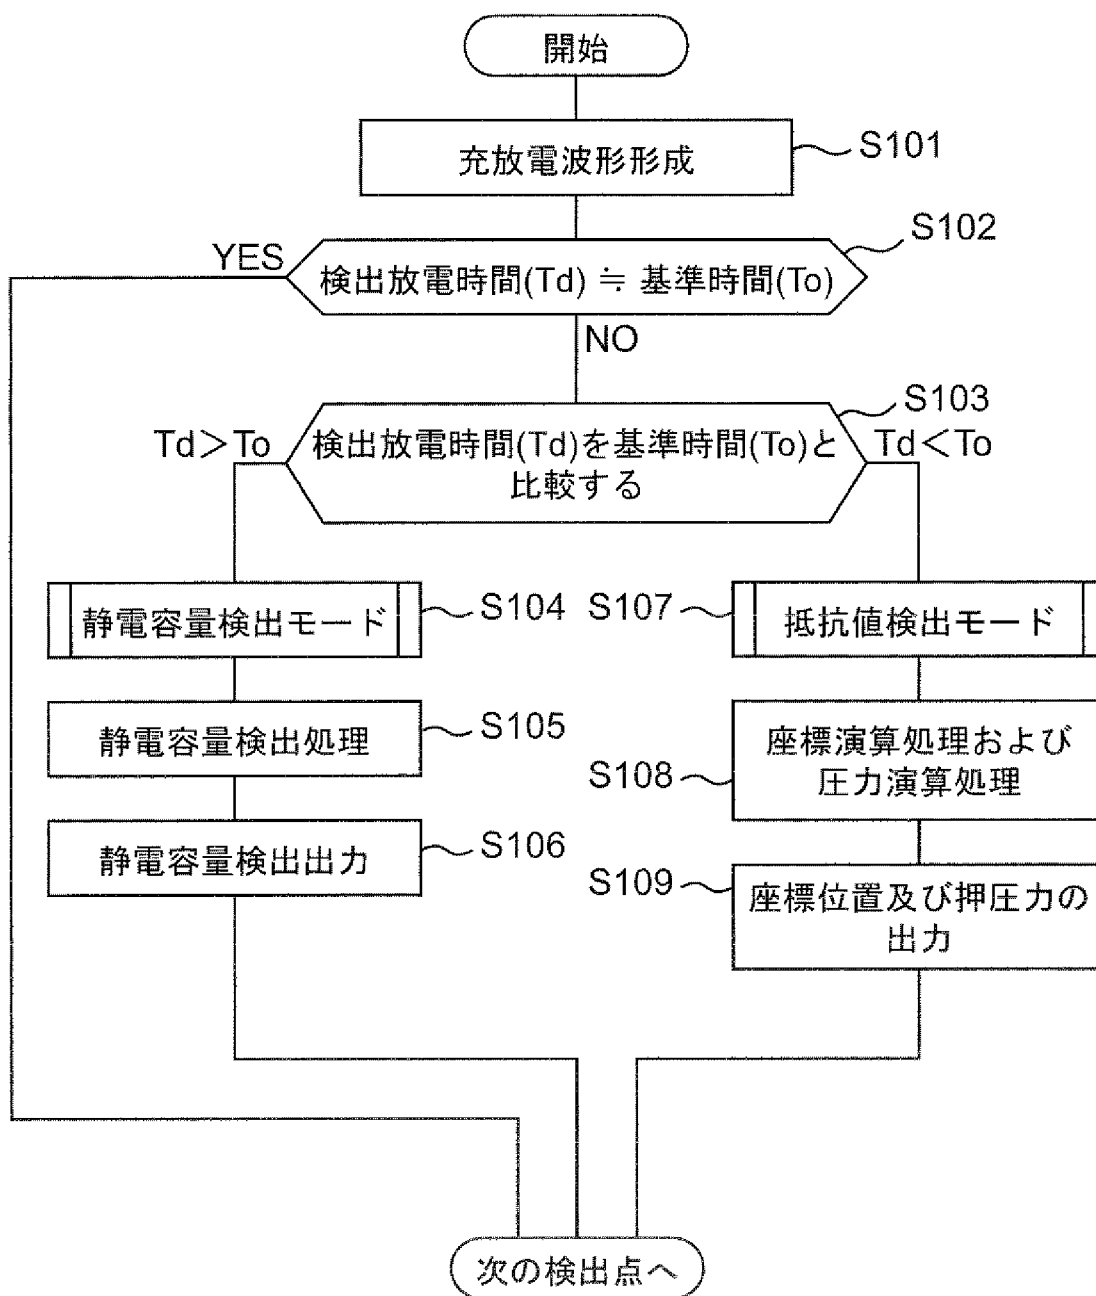 開始
充放電波形形成
S101
S102
YES
検出放電時間(Td) ≒ 基準時間(To)
NO
S103
Td>To
検出放電時間(Td)を基準時間(To)と
比較する
Td<To
静電容量検出モード
S104
S107
抵抗値検出モード
静電容量検出処理
S105
座標演算処理および
圧力演算処理
S108
静電容量検出出力
S106
S109
座標位置及び押圧力の
出力
次の検出点へ